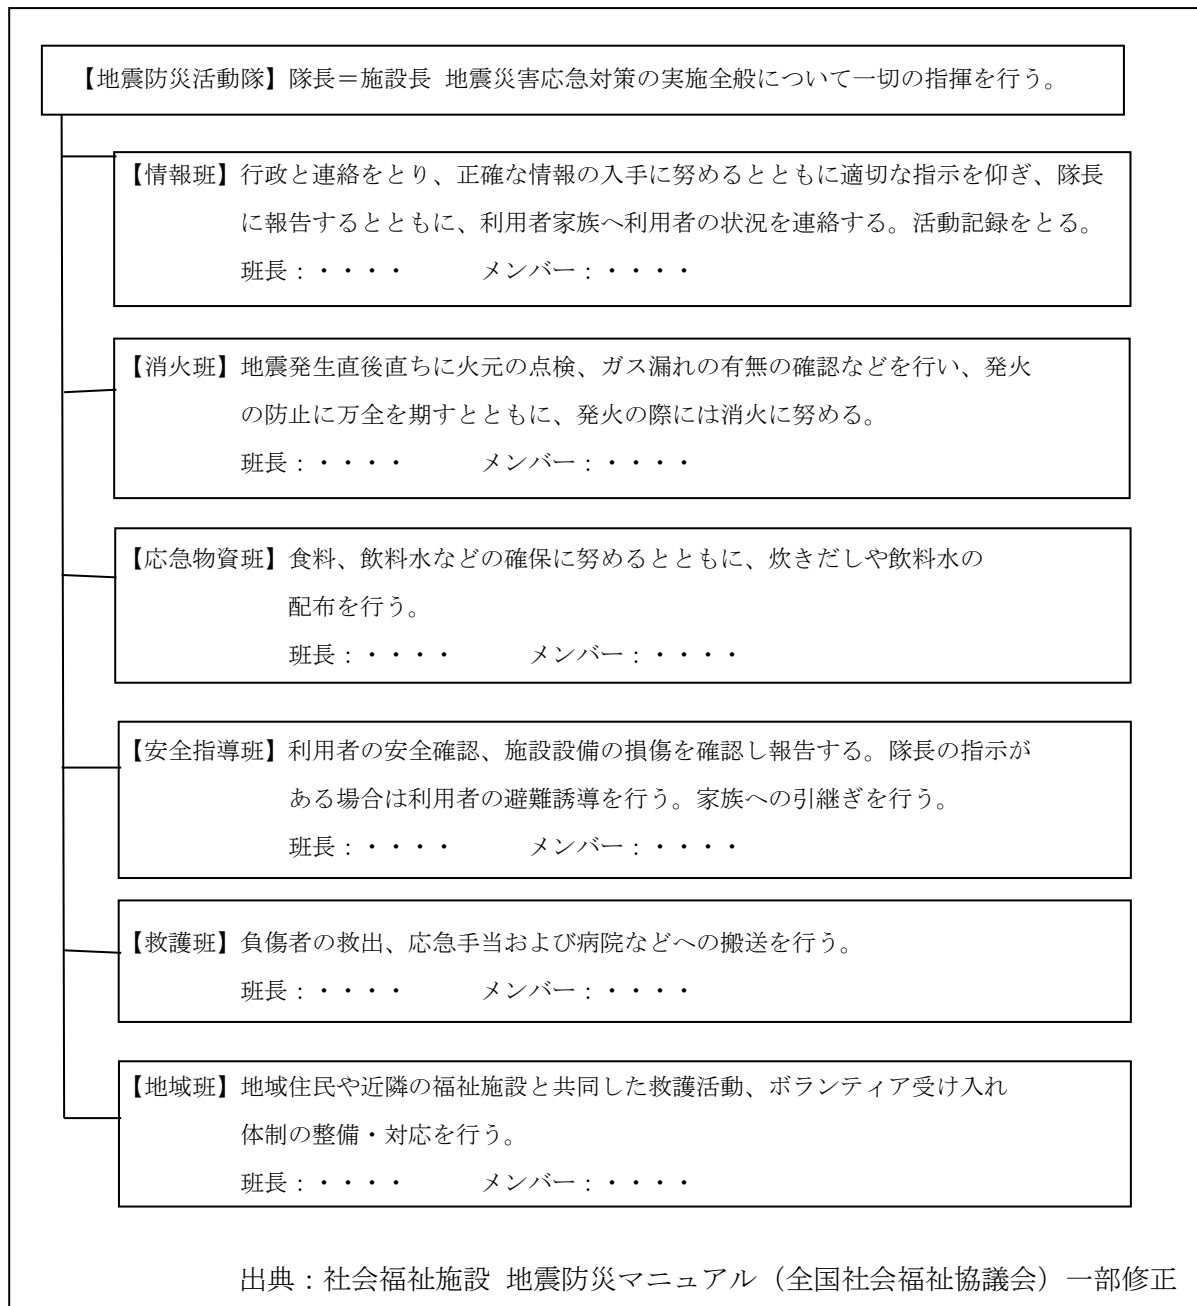 【地震防災活動隊】隊長＝施設長 地震災害応急対策の実施全般について一切の指揮を行う。
【情報班】行政と連絡をとり、正確な情報の入手に努めるとともに適切な指示を仰ぎ、隊長
に報告するとともに、利用者家族へ利用者の状況を連絡する。活動記録をとる。
班長：・・・・　　　メンバー：・・・・
【消火班】地震発生直後直ちに火元の点検、ガス漏れの有無の確認などを行い、発火
の防止に万全を期すとともに、発火の際には消火に努める。
班長：・・・・　　　メンバー：・・・・
【応急物資班】食料、飲料水などの確保に努めるとともに、炊きだしや飲料水の
配布を行う。
班長：・・・・　　　メンバー：・・・・
【安全指導班】利用者の安全確認、施設設備の損傷を確認し報告する。隊長の指示が
ある場合は利用者の避難誘導を行う。家族への引継ぎを行う。
班長：・・・・　　　メンバー：・・・・
【救護班】負傷者の救出、応急手当および病院などへの搬送を行う。
班長：・・・・　　　メンバー：・・・・
【地域班】地域住民や近隣の福祉施設と共同した救護活動、ボランティア受け入れ
体制の整備・対応を行う。
班長：・・・・　　　メンバー：・・・・
出典：社会福祉施設 地震防災マニュアル（全国社会福祉協議会）一部修正